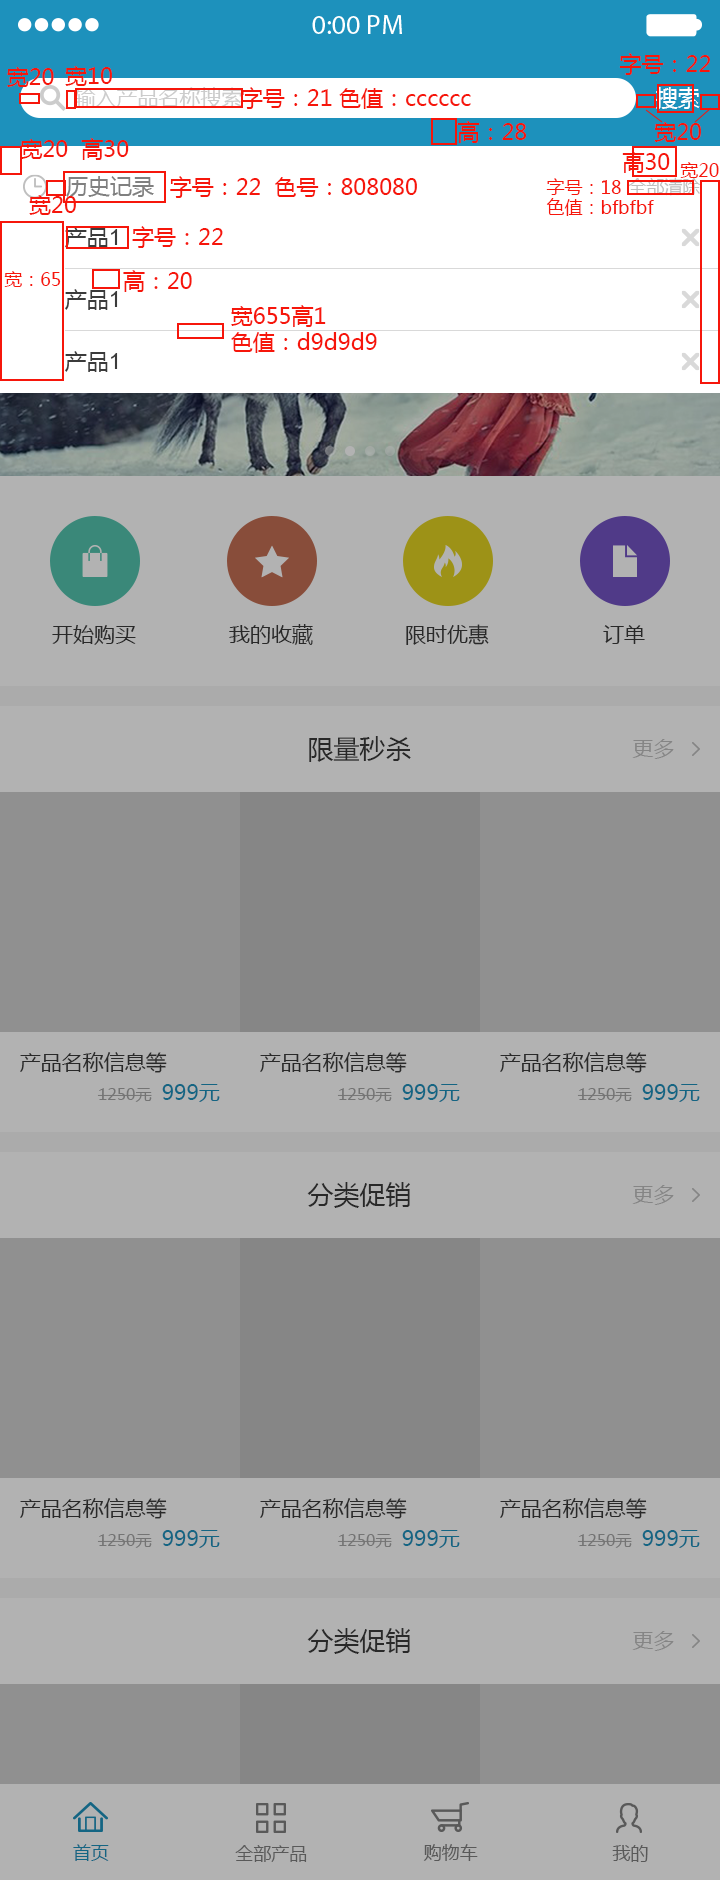 0:00 PM
字号：22
宽20 宽10
输入产品名称搜索 字号：21 色值：cccccc 搜索
高：28 宽20
宽20 高30
高30 宽20
历史记录 字号：22 色号：808080 字号：18 全部清除
色值：bfbfbf
宽20
产品1 字号：22
宽：65 高：20
产品1
宽655高1
色值：d9d9d9
产品1
开始购买 我的收藏 限时优惠 订单
限量秒杀 更多
产品名称信息等 产品名称信息等 产品名称信息等
1250元 999元 1250元 999元 1250元 999元
分类促销 更多
产品名称信息等 产品名称信息等 产品名称信息等
1250元 999元 1250元 999元 1250元 999元
分类促销 更多
首页 全部产品 购物车 我的